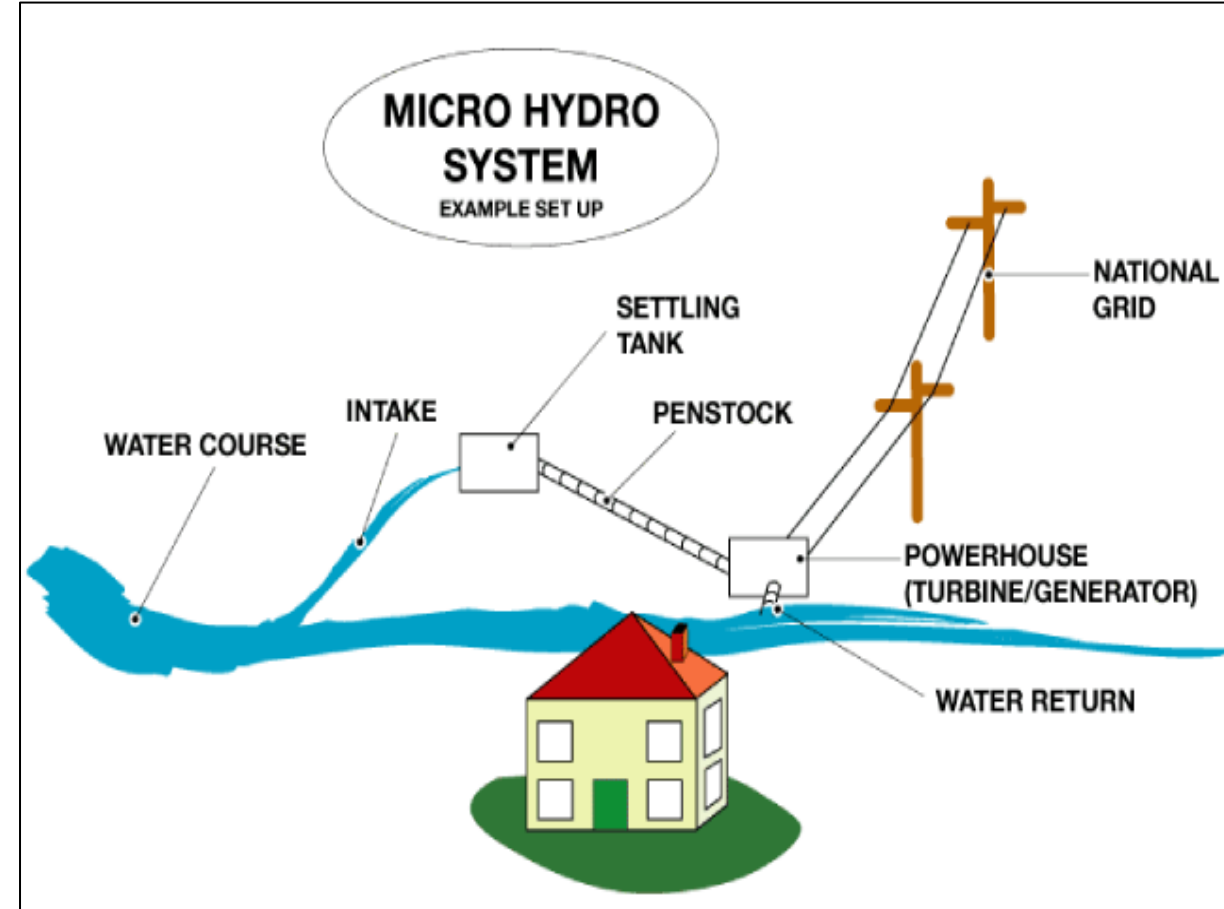 MICRO HYDRO
SYSTEM
EXAMPLE SET UP
NATIONAL
GRID
SETTLING
TANK
INTAKE
PENSTOCK
WATER COURSE
POWERHOUSE
(TURBINE/GENERATOR)
WATER RETURN